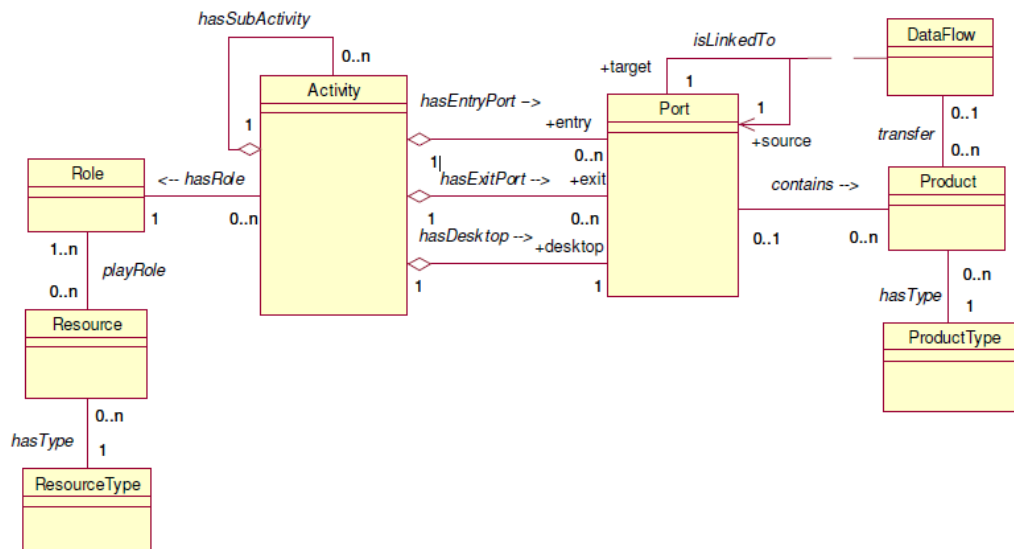 hasSubActivity
0..n
Activity
1
isLinkedTo
DataFlow
+target
1
hasEntryPort -->
Port
1
+entry
+source
0..1
transfer
0..n
1|
0..n
Role
<-- hasRole
hasExitPort -->
+exit
contains -->
Product
1
0..n
1
0..n
0..1
0..n
hasDesktop -->
+desktop
1
1
1..n
playRole
0..n
0..n
hasType
1
Resource
ProductType
0..n
hasType
1
ResourceType